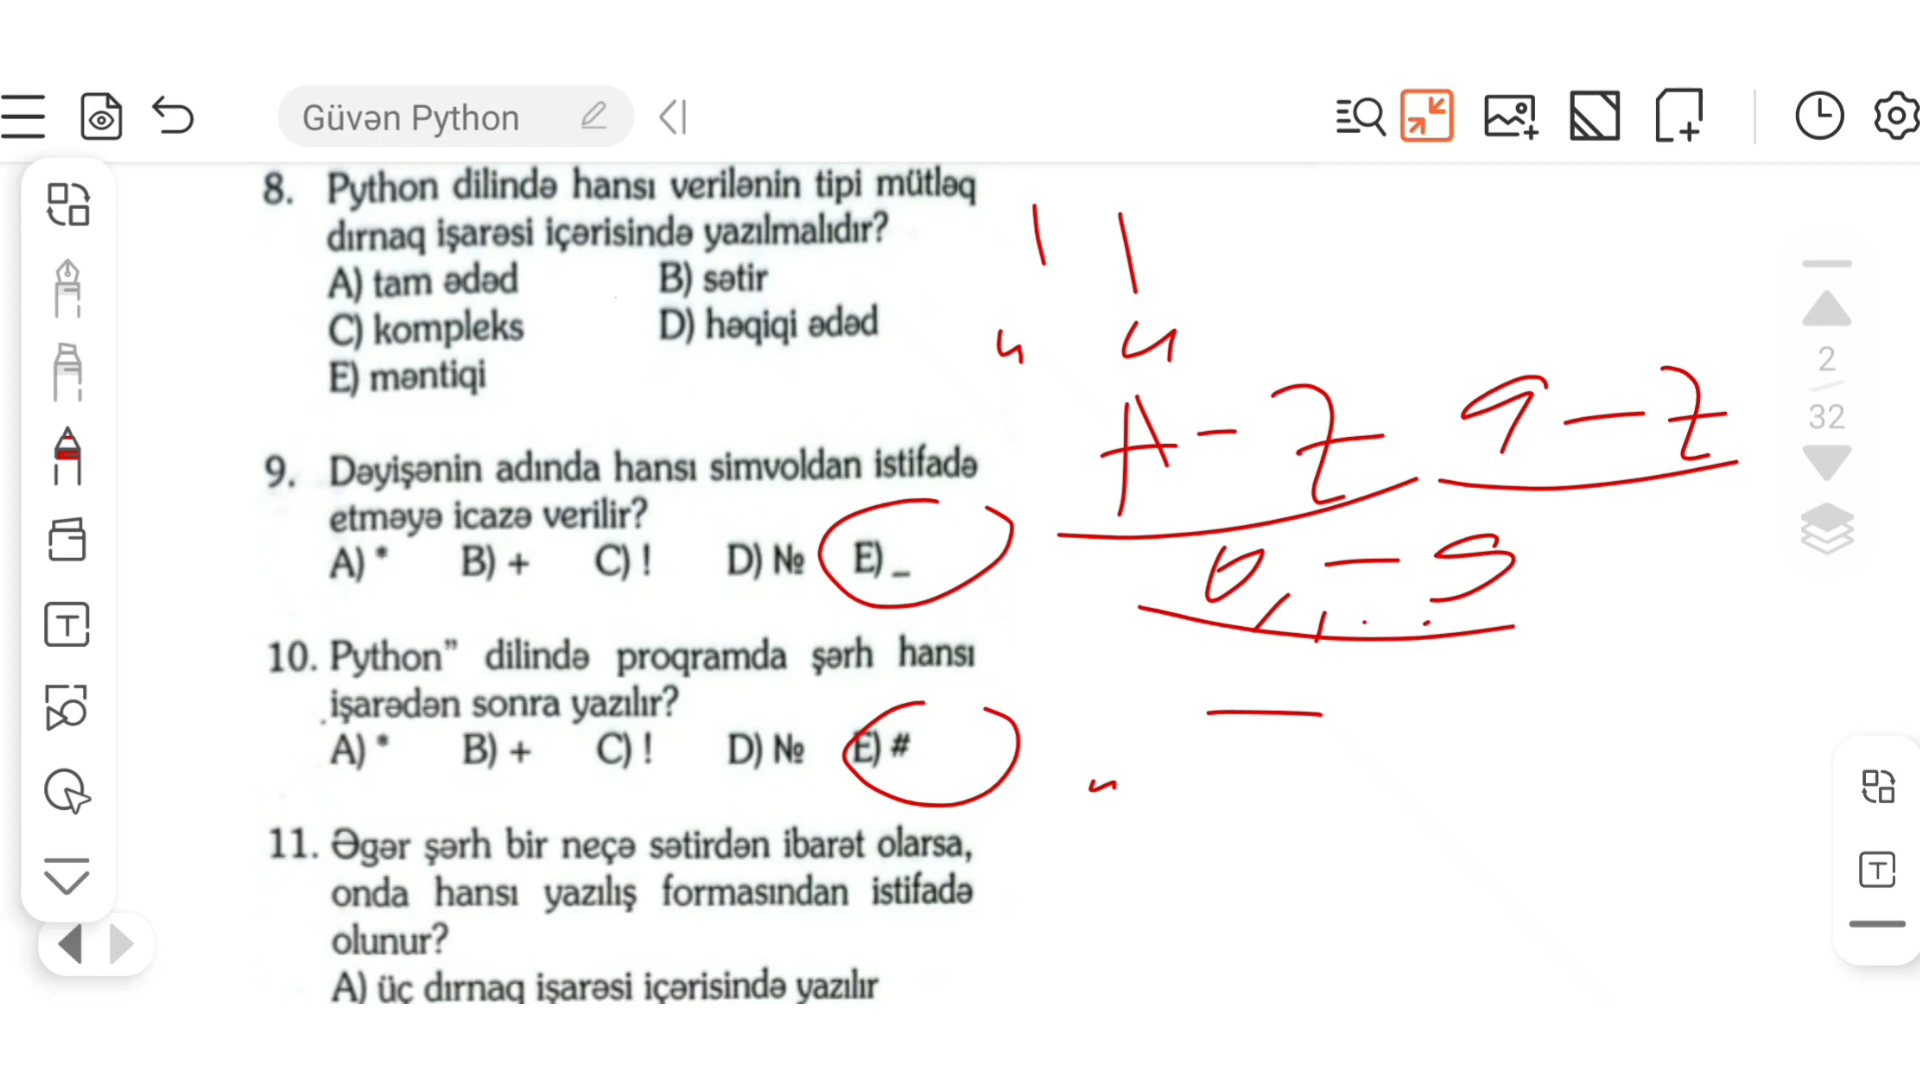 Güvən Python
8. Python dilində hansı verilənin tipi mütləq
dırnaq işarəsi içərisində yazılmalıdır?
A) tam ədəd B) sətir
C) kompleks D) həqiqi ədəd
E) məntiqi
9. Dəyişənin adında hansı simvoldan istifadə
etməyə icazə verilir?
A) * B) + C) ! D) № E) _
10. Python” dilində proqramda şərh hansı
işarədən sonra yazılır?
A) * B) + C) ! D) № E) #
11. Əgər şərh bir neçə sətirdən ibarət olarsa,
onda hansı yazılış formasından istifadə
olunur?
A) üç dırnaq işarəsi içərisində yazılır
A - Z a - z
0 - 9
2
32